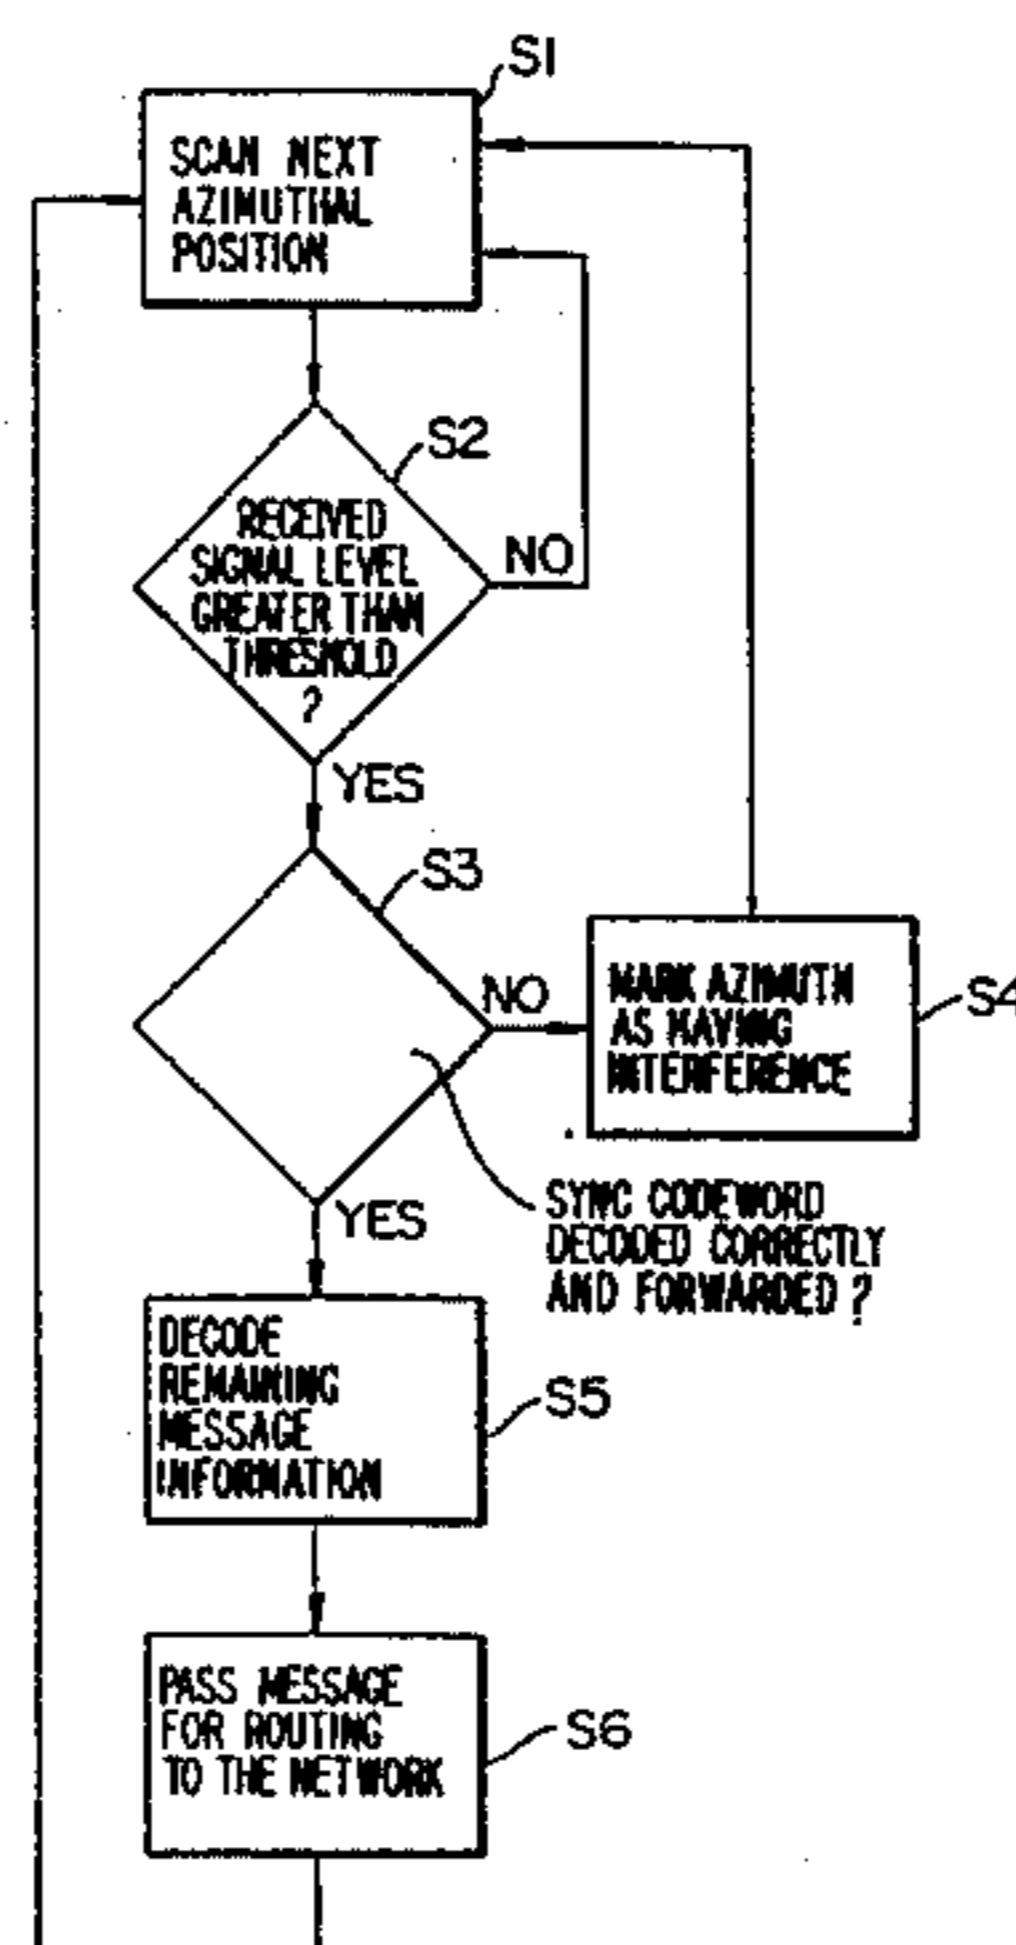 S1
SCAN NEXT
AZIMUTHAL
POSITION
S2
RECEIVED
SIGNAL LEVEL
GREATER THAN
THRESHOLD
?
NO
YES
S3
NO
MARK AZIMUTH
AS HAVING
INTERFERENCE
S4
SYNC CODEWORD
DECODED CORRECTLY
AND FORWARDED ?
YES
DECODE
REMAINING
MESSAGE
INFORMATION
S5
PASS MESSAGE
FOR ROUTING
TO THE NETWORK
S6